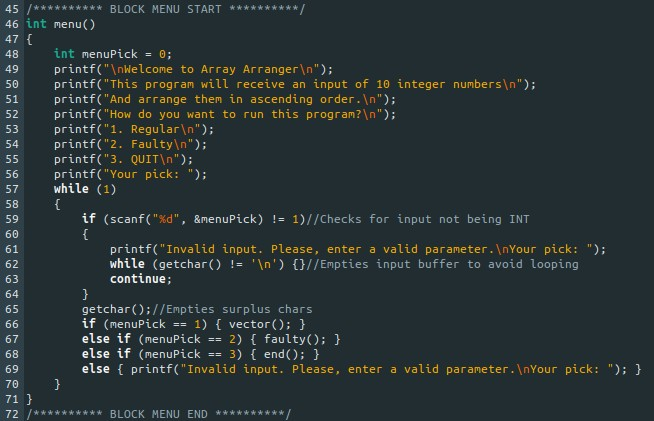 45 /********** BLOCK MENU START **********/
46 int menu()
47 {
48     int menuPick = 0;
49     printf("\nWelcome to Array Arranger\n");
50     printf("This program will receive an input of 10 integer numbers\n");
51     printf("And arrange them in ascending order.\n");
52     printf("How do you want to run this program?\n");
53     printf("1. Regular\n");
54     printf("2. Faulty\n");
55     printf("3. QUIT\n");
56     printf("Your pick: ");
57     while (1)
58     {
59         if (scanf("%d", &menuPick) != 1)//Checks for input not being INT
60         {
61             printf("Invalid input. Please, enter a valid parameter.\nYour pick: ");
62             while (getchar() != '\n') {}//Empties input buffer to avoid looping
63             continue;
64         }
65         getchar();//Empties surplus chars
66         if (menuPick == 1) { vector(); }
67         else if (menuPick == 2) { faulty(); }
68         else if (menuPick == 3) { end(); }
69         else { printf("Invalid input. Please, enter a valid parameter.\nYour pick: "); }
70     }
71 }
72 /********** BLOCK MENU END **********/